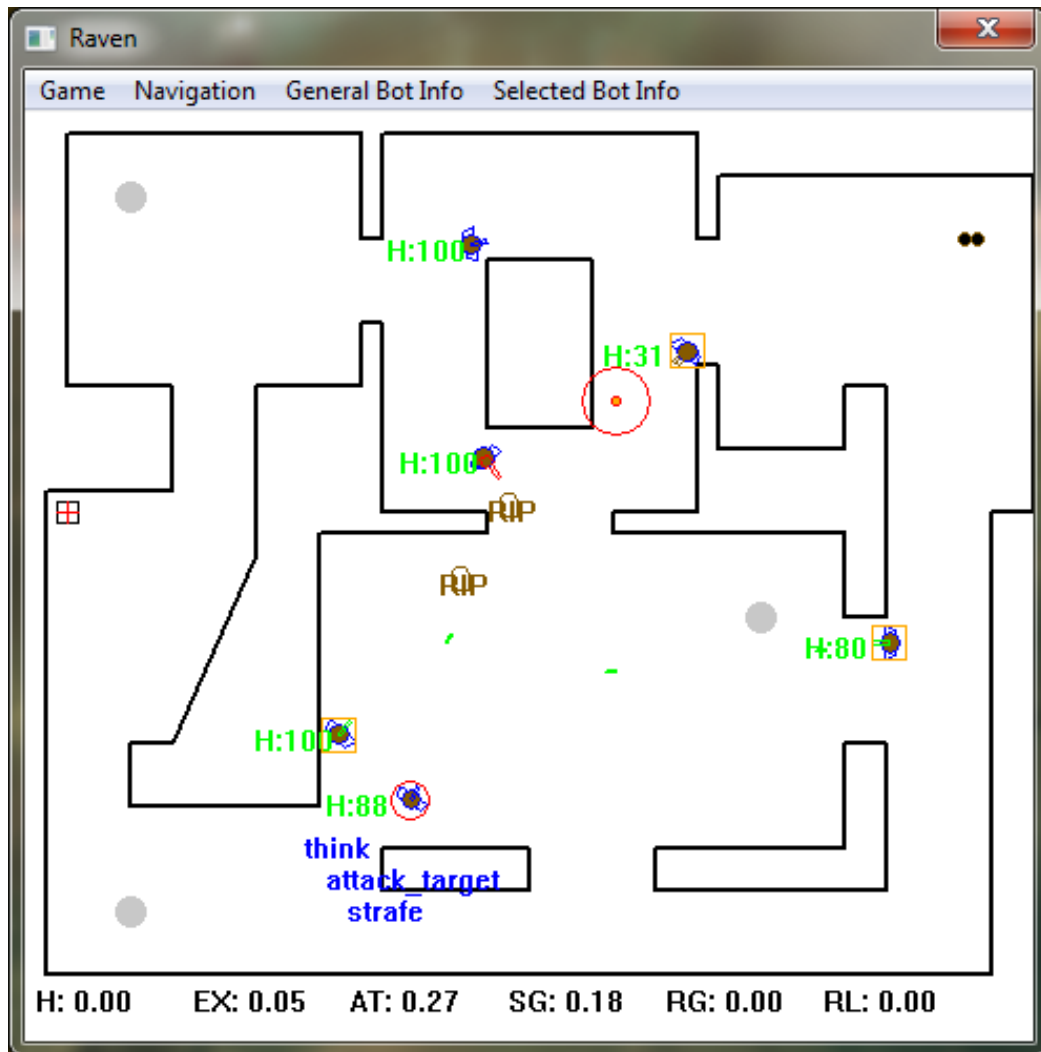 Raven
Game Navigation General Bot Info Selected Bot Info
H:100
H:31
H:100
RIP
RIP
H:80
H:100
H:88
think
attack_target
strafe
H: 0.00 EX: 0.05 AT: 0.27 SG: 0.18 RG: 0.00 RL: 0.00